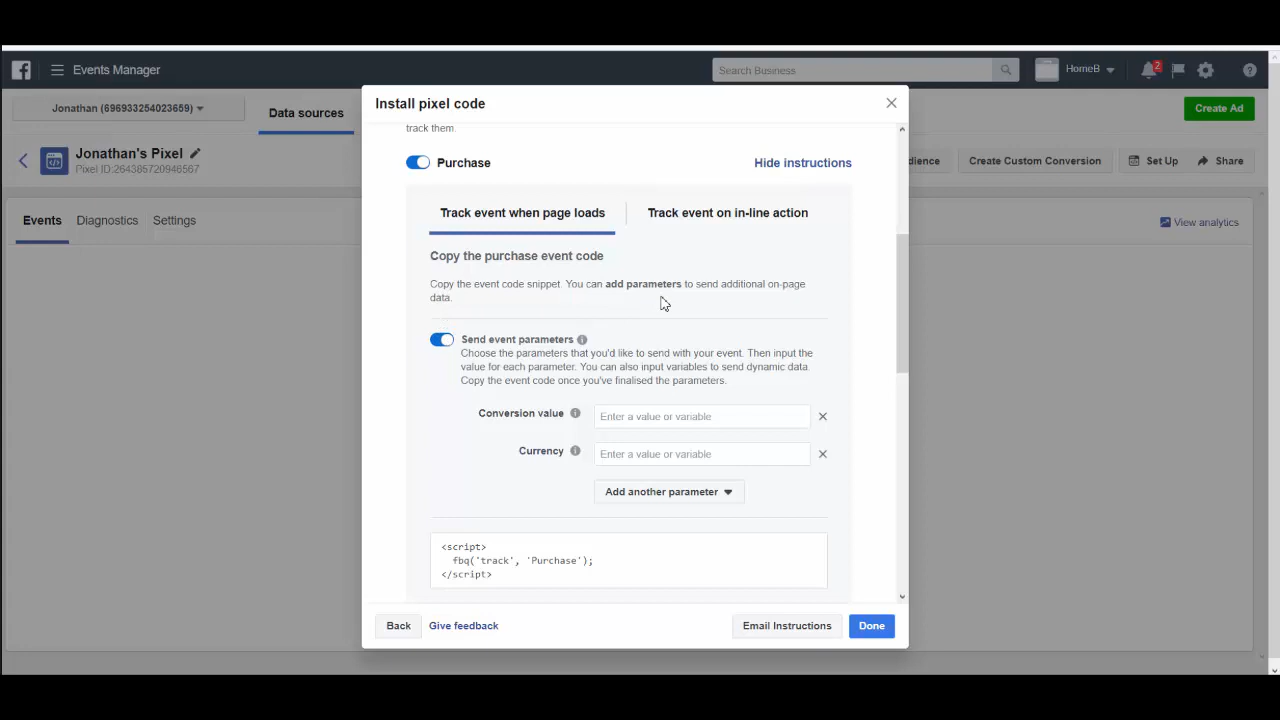 Events Manager
Search Business
HomeB
2
Jonathan (696933254023659)
Data sources
Create Ad
Jonathan's Pixel
Pixel ID:264385720946567
dience
Create Custom Conversion
Set Up
Share
Events
Diagnostics
Settings
View analytics
Install pixel code
track them.
Purchase
Hide instructions
Track event when page loads
Track event on in-line action
Copy the purchase event code
Copy the event code snippet. You can add parameters to send additional on-page
data.
Send event parameters
Choose the parameters that you'd like to send with your event. Then input the
value for each parameter. You can also input variables to send dynamic data.
Copy the event code once you've finalised the parameters.
Conversion value
Enter a value or variable
Currency
Enter a value or variable
Add another parameter
<script>
fbq('track', 'Purchase');
</script>
Back
Give feedback
Email Instructions
Done